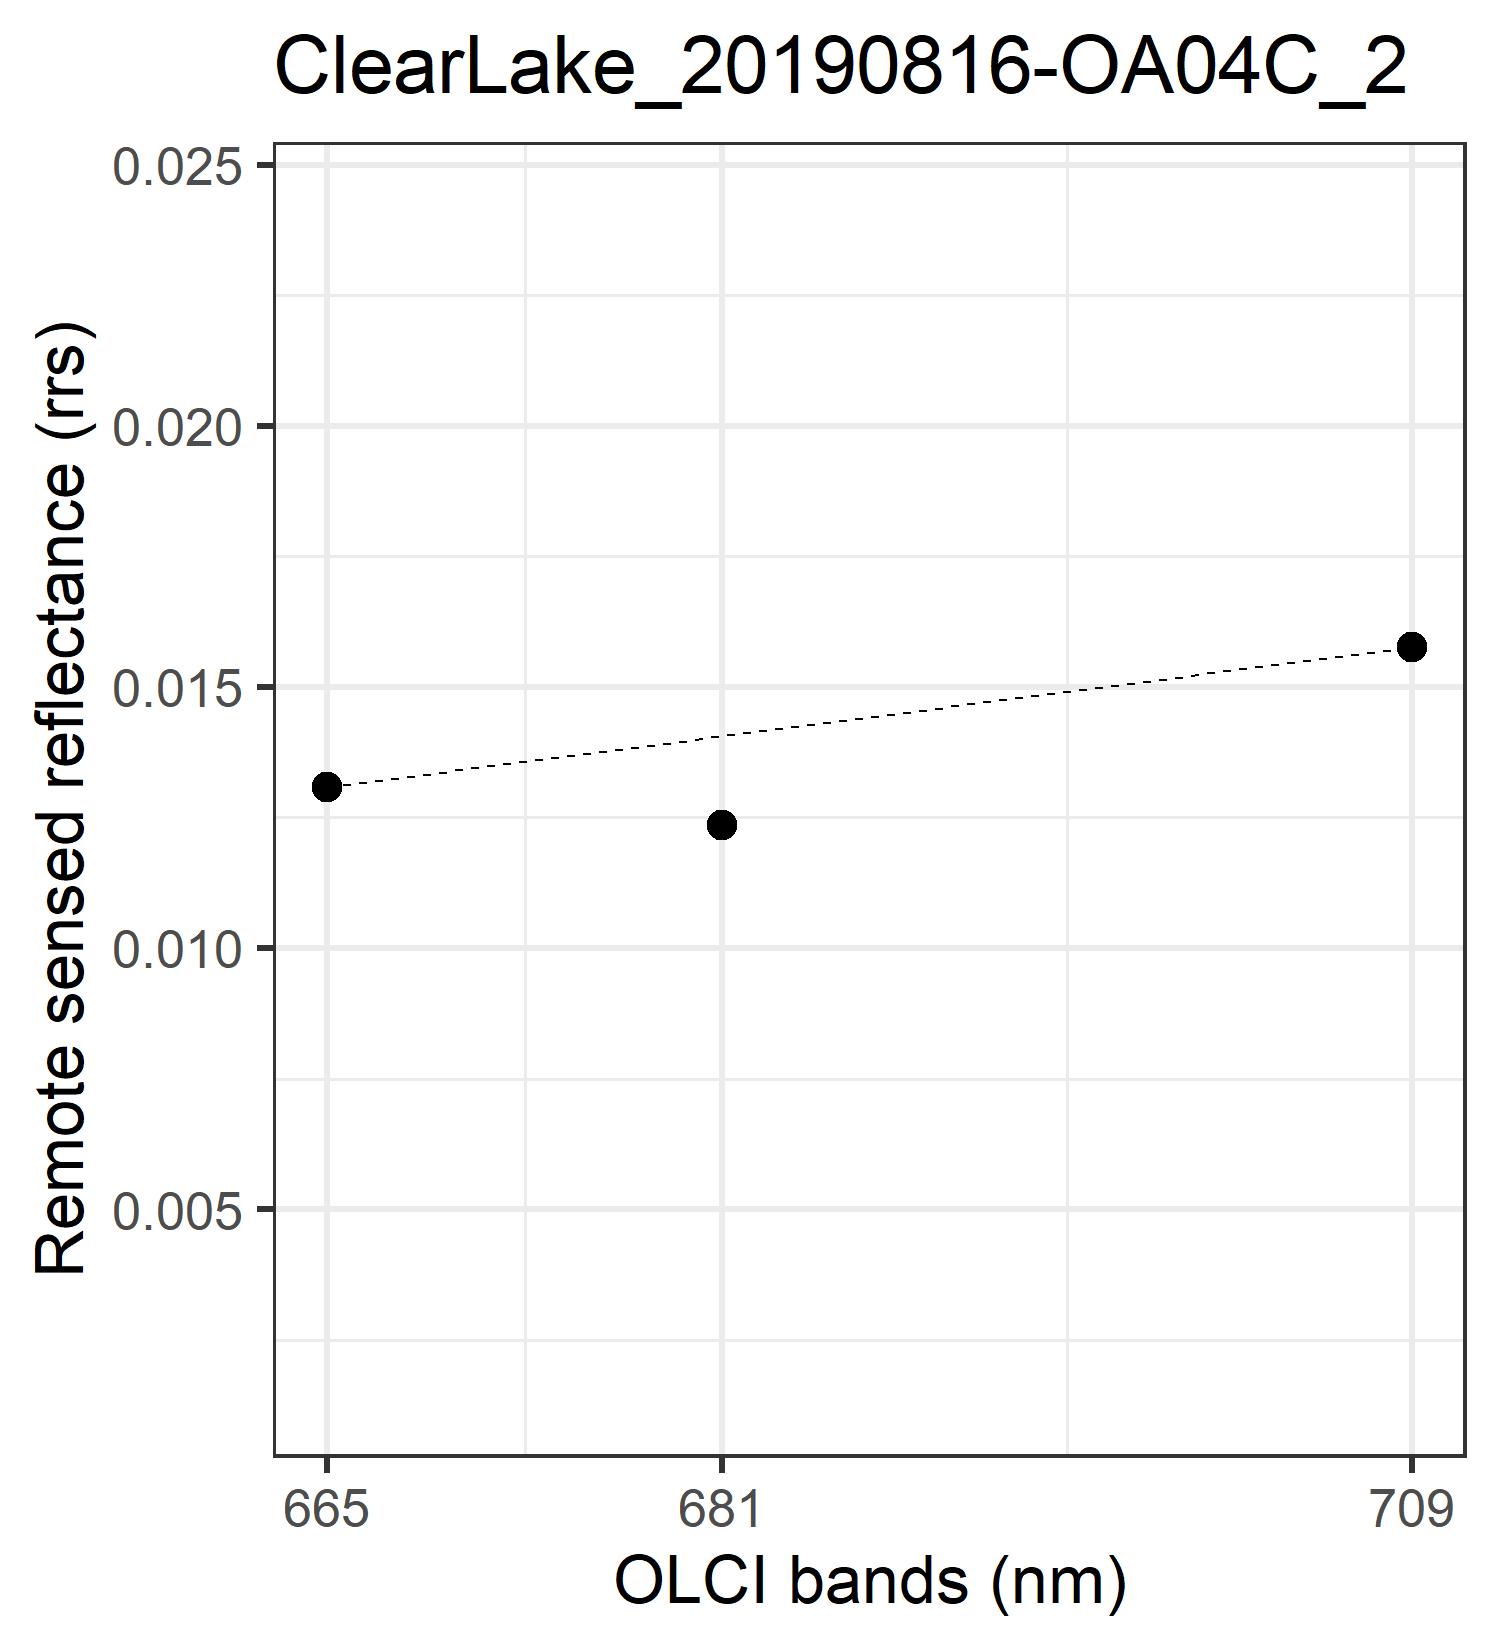 ClearLake_20190816-OA04C_2
Remote sensed reflectance (rrs)
0.025
0.020
0.015
0.010
0.005
665 681 709
OLCI bands (nm)